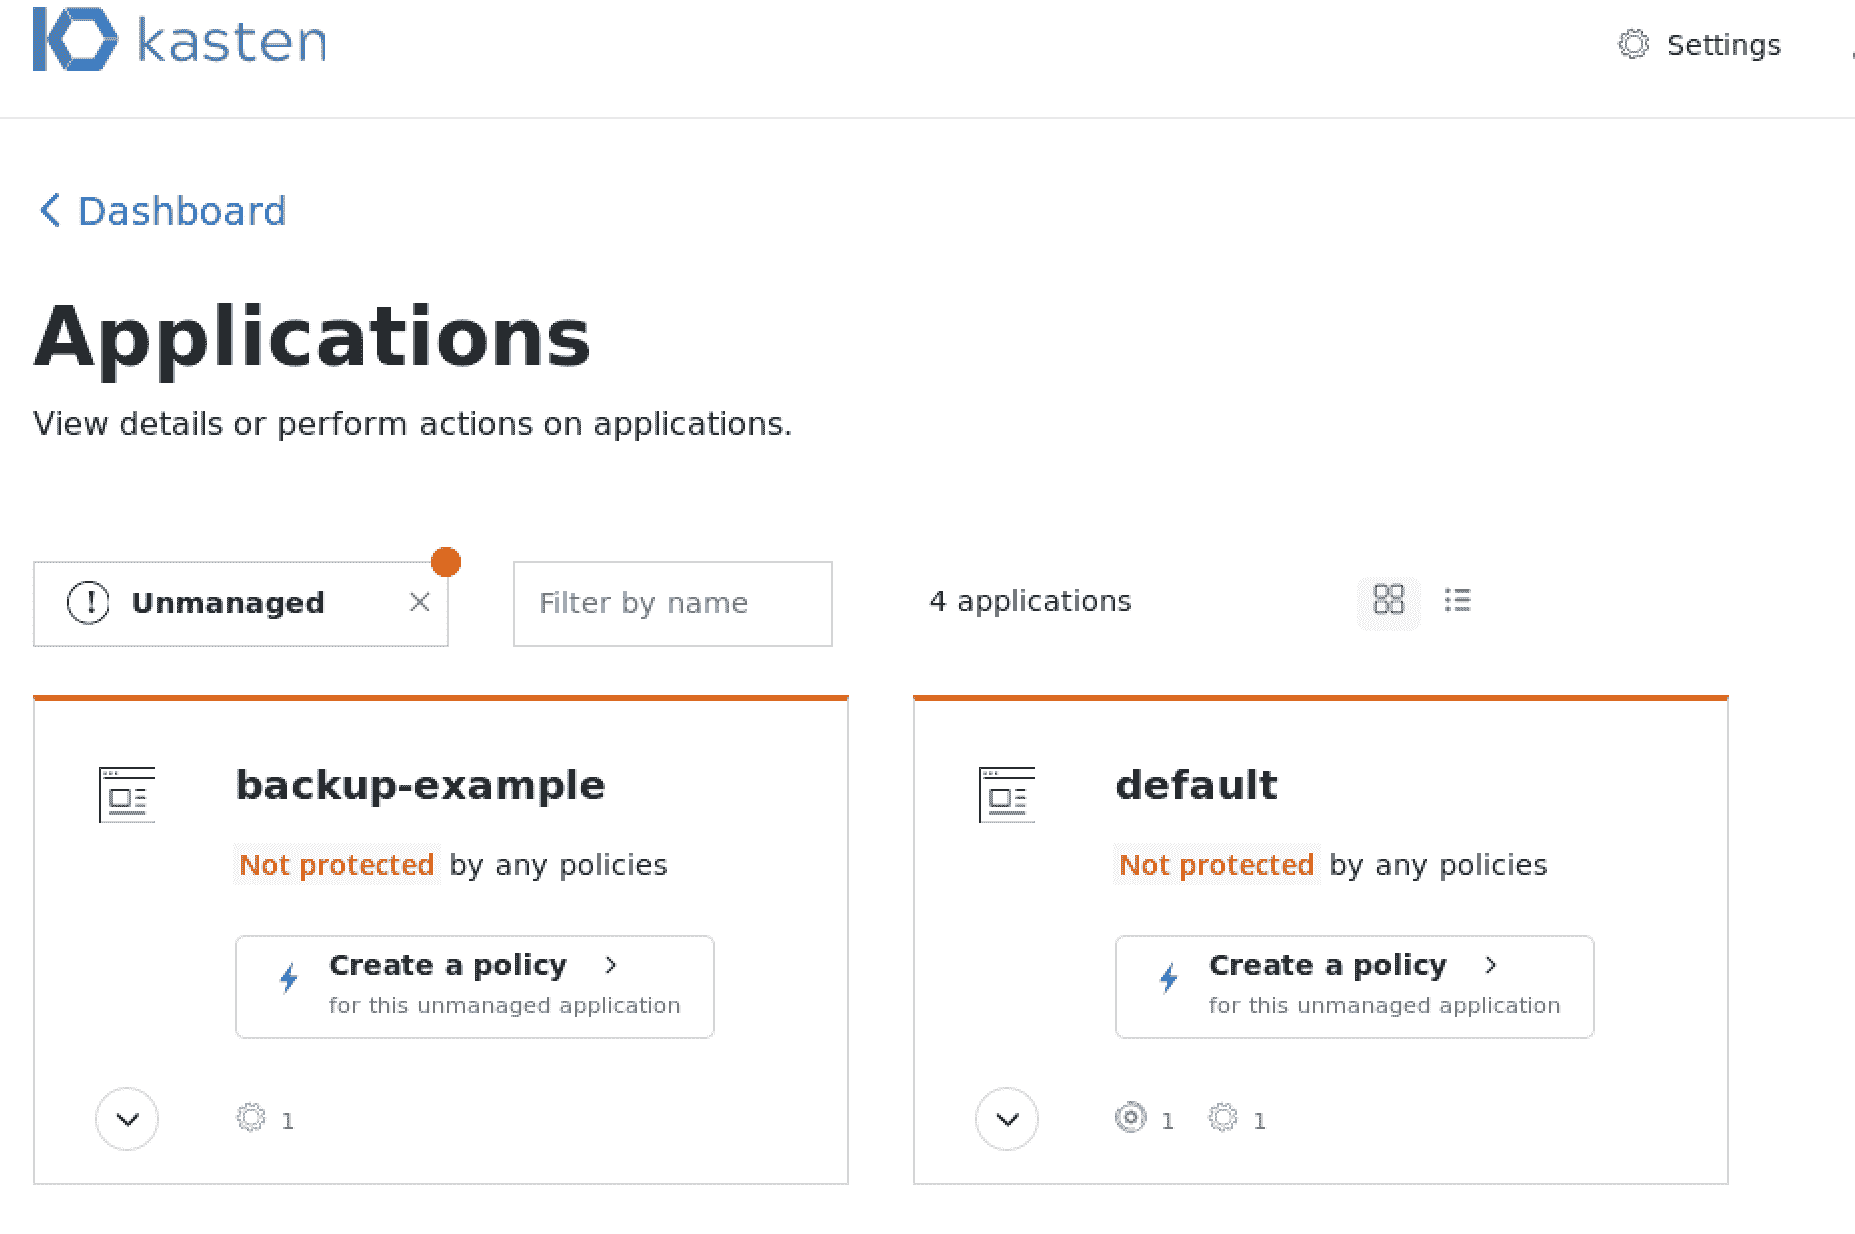 kasten
Settings
Dashboard
Applications
View details or perform actions on applications.
Unmanaged
Filter by name
4 applications
backup-example
Not protected by any policies
Create a policy
for this unmanaged application
1
default
Not protected by any policies
Create a policy
for this unmanaged application
1 1